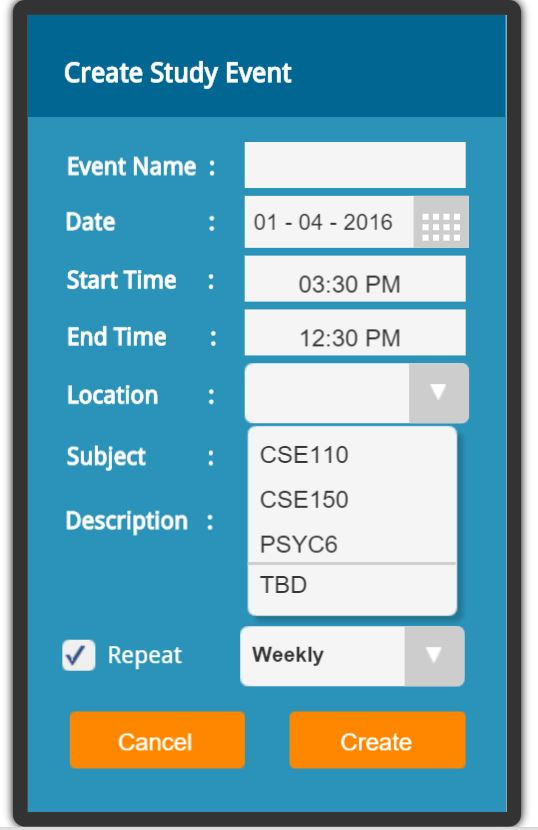 Create Study Event
Event Name :
Date : 01 - 04 - 2016
Start Time : 03:30 PM
End Time : 12:30 PM
Location :
Subject : CSE110
CSE150
Description : PSYC6
TBD
Repeat Weekly
Cancel Create